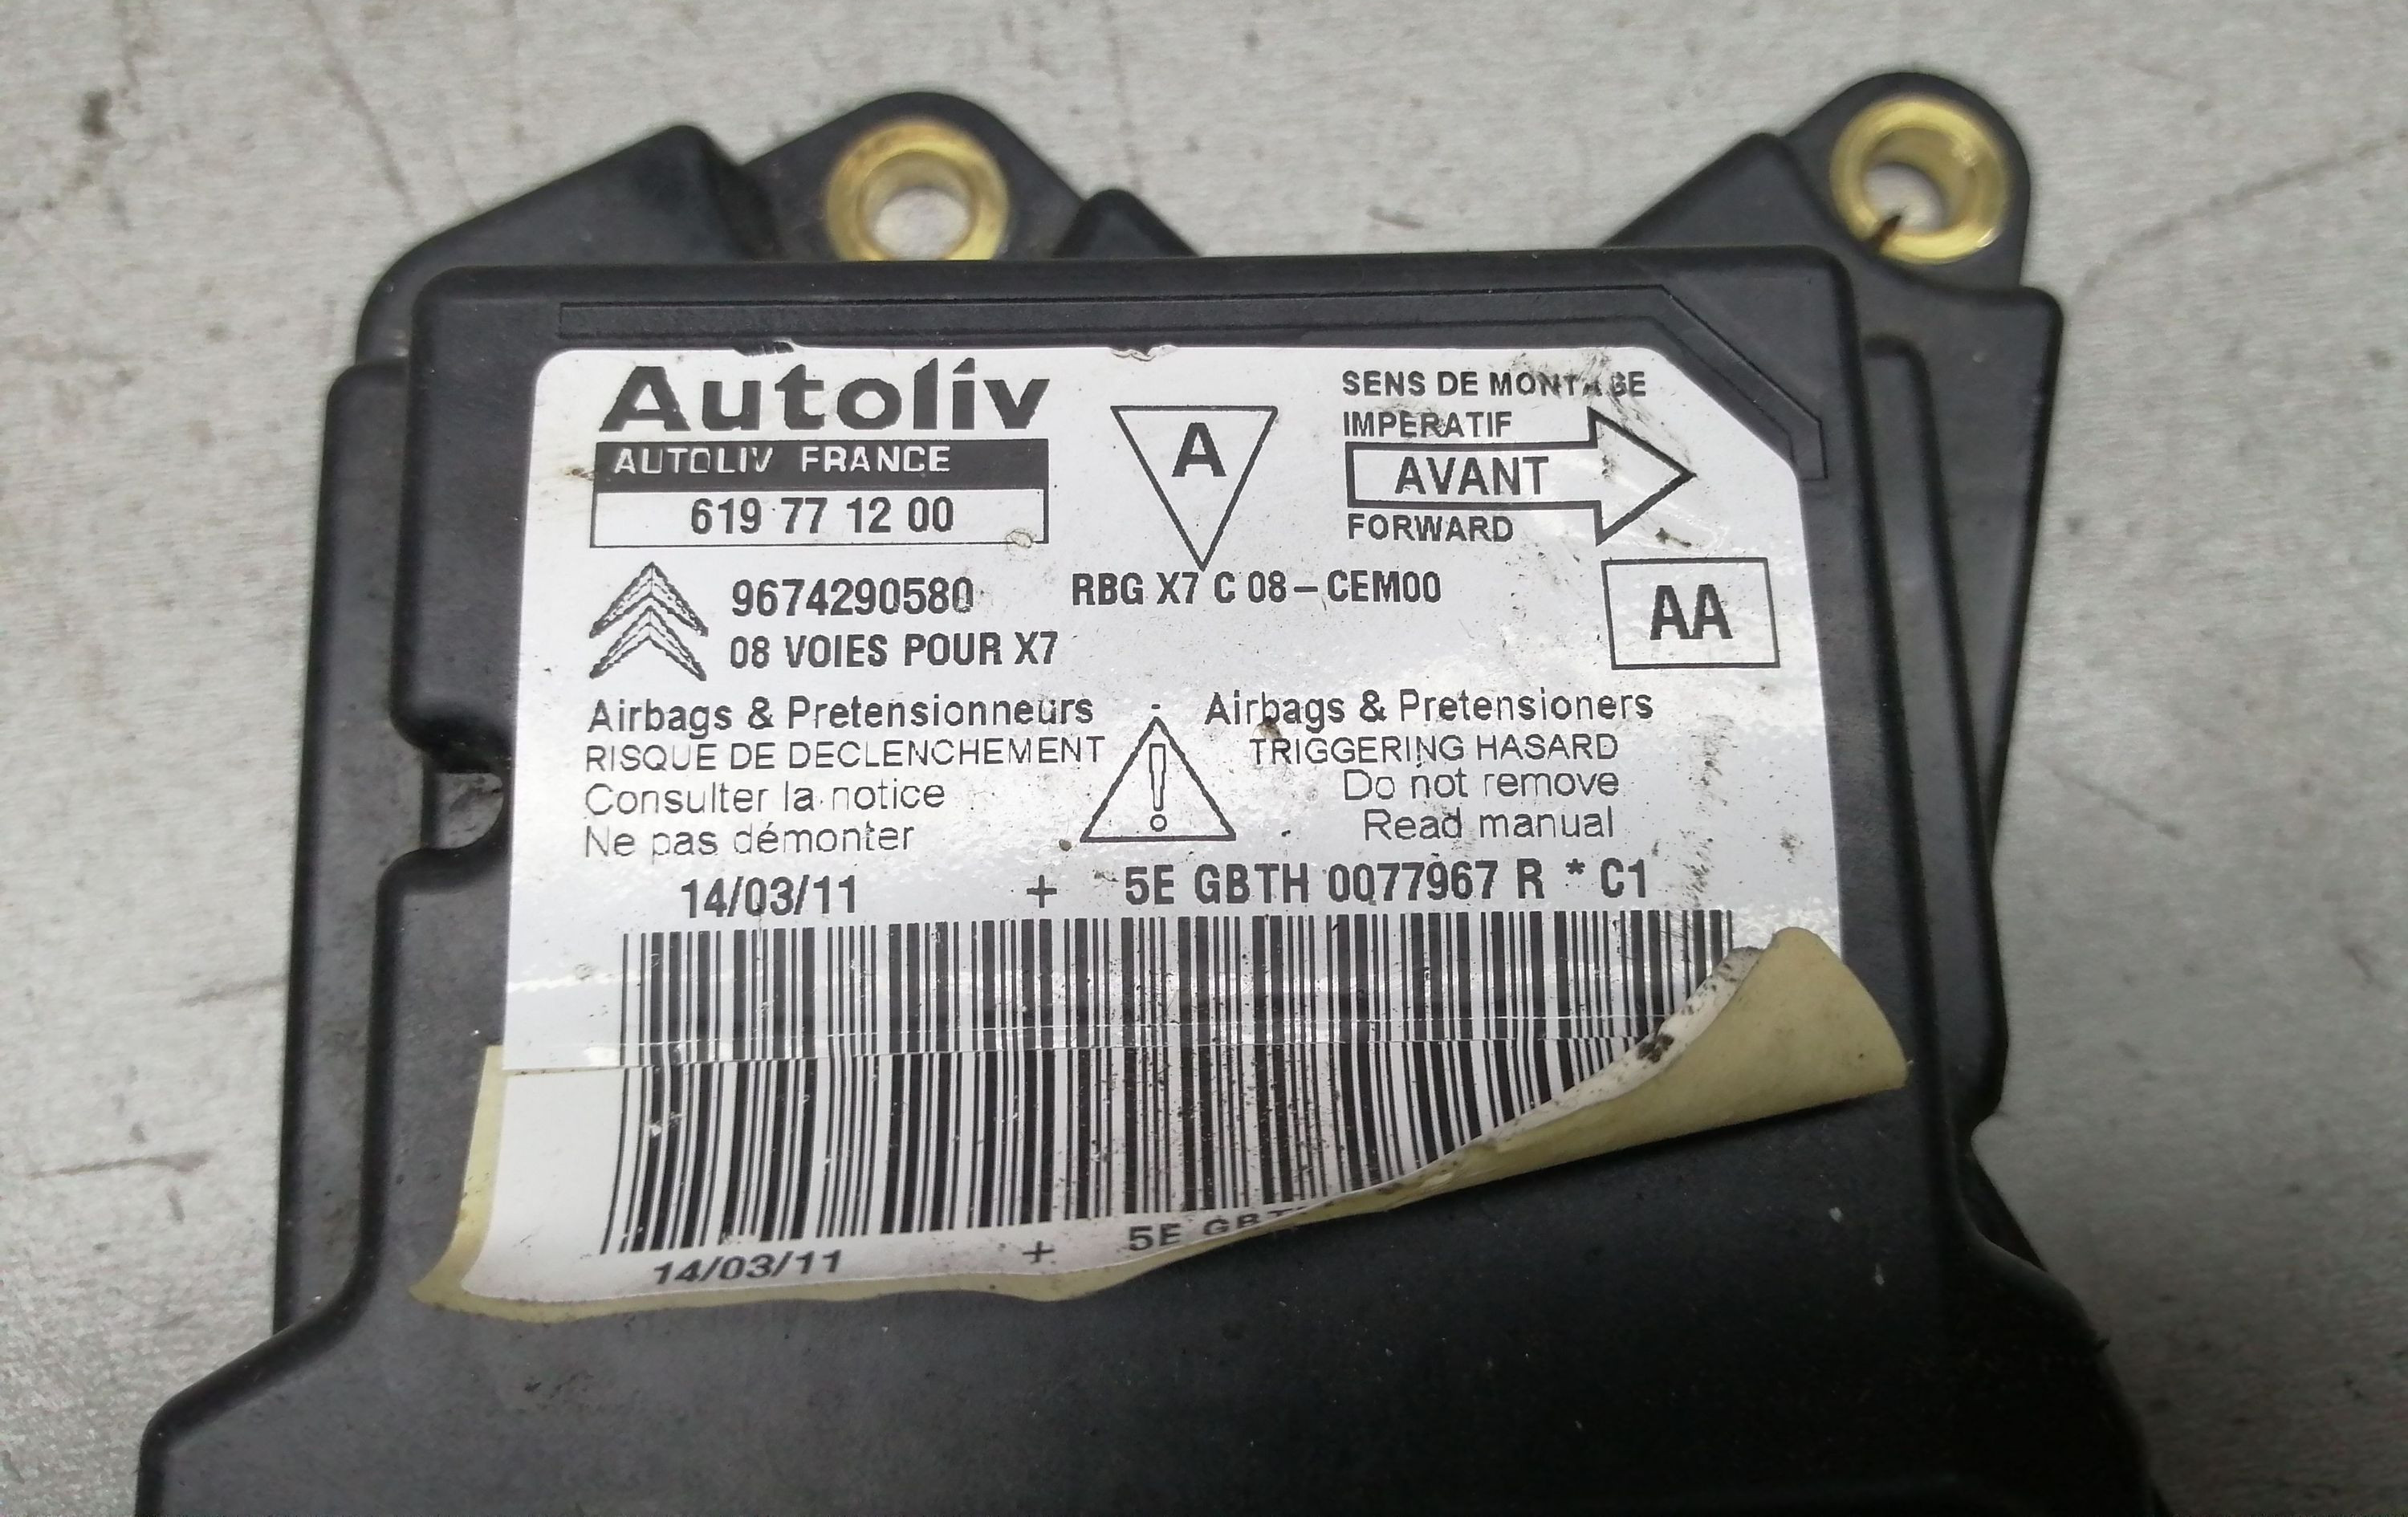 Autoliv
AUTOLIV FRANCE
619 77 12 00
A
SENS DE MONTAGE
IMPERATIF
AVANT
FORWARD
9674290580
RBG X7 C 08-CEM00
AA
08 VOIES POUR X7
Airbags & Pretensionneurs - Airbags & Pretensioners
RISQUE DE DECLENCHEMENT
TRIGGERING HASARD
Consulter la notice
Do not remove
Ne pas démonter
Read manual
14/03/11 + 5E GBTH 0077967 R * C1
14/03/11 + 5E GBT